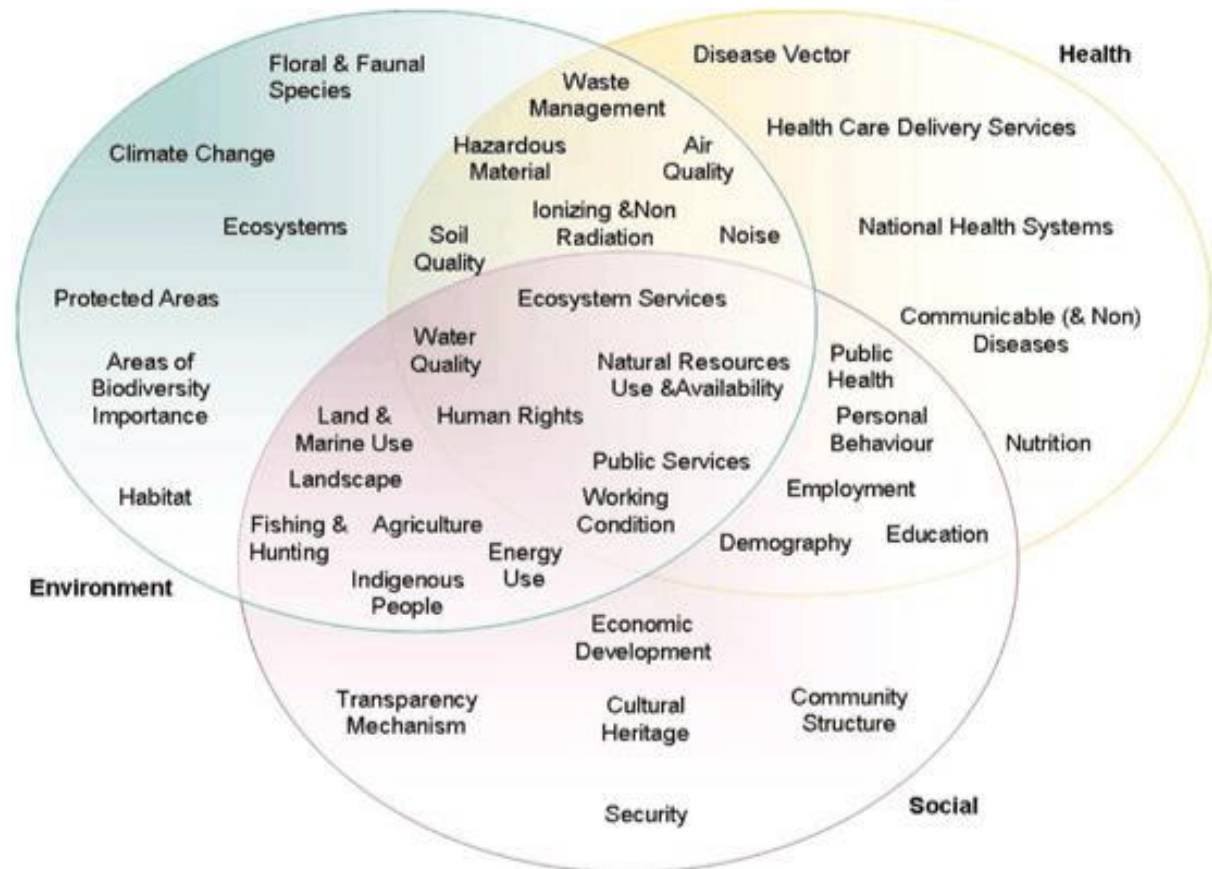 Floral & Faunal
Species
Climate Change
Ecosystems
Protected Areas
Areas of
Biodiversity
Importance
Habitat
Environment
Waste
Management
Hazardous
Material
Air
Quality
Ionizing &Non
Radiation
Soil
Quality
Noise
Disease Vector
Health
Health Care Delivery Services
National Health Systems
Communicable (& Non)
Diseases
Nutrition
Ecosystem Services
Water
Quality
Natural Resources
Use &Availability
Human Rights
Public Services
Working
Condition
Public
Health
Personal
Behaviour
Employment
Education
Demography
Land &
Marine Use
Landscape
Fishing &
Hunting
Agriculture
Energy
Use
Indigenous
People
Economic
Development
Transparency
Mechanism
Cultural
Heritage
Community
Structure
Security
Social